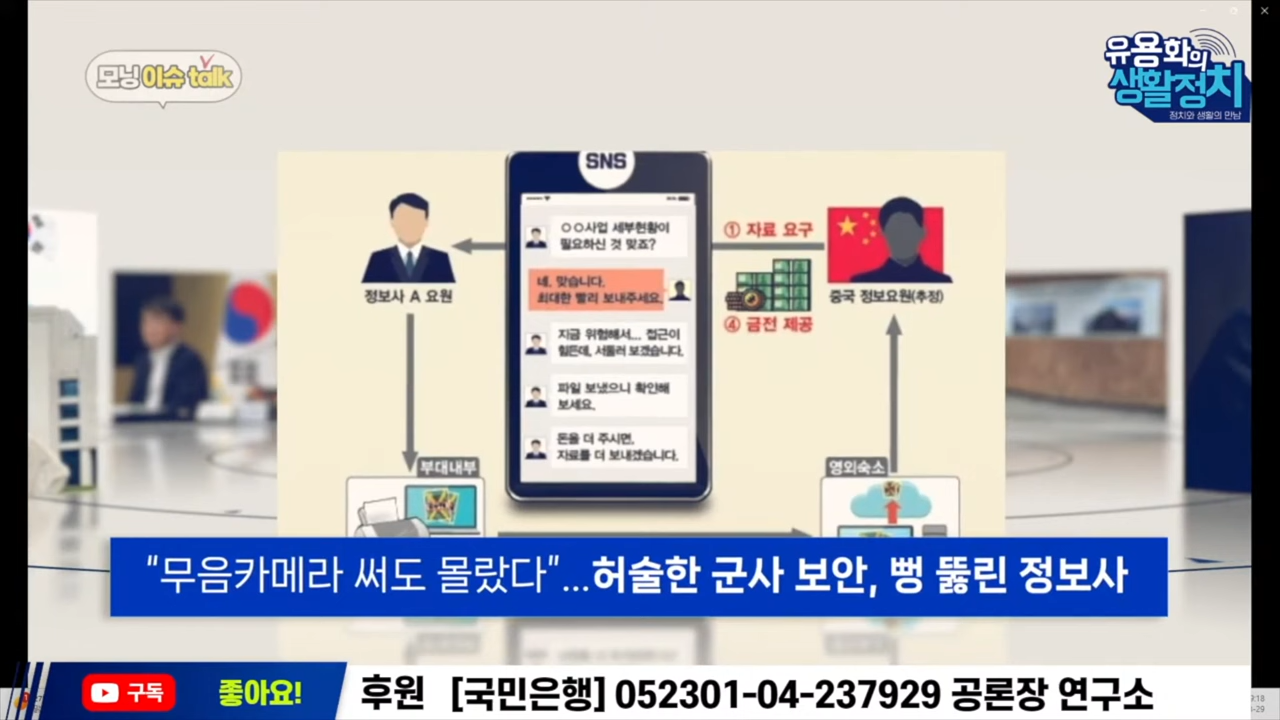 모닝이슈 talk
유용화의
생활정치
정치와 생활의 만남
SNS
○○사업 세부현황이
필요하신 것 맞죠?
네. 맞습니다.
최대한 빨리 보내주세요.
지금 위험해서... 접근이
힘든데, 서둘러 보겠습니다.
파일 보냈으니 확인해
보세요.
돈을 더 주시면,
자료를 더 보내겠습니다.
정보사 A 요원
① 자료 요구
④ 금전 제공
중국 정보요원(추정)
부대내부
영외숙소
"무음카메라 써도 몰랐다"...허술한 군사 보안, 뻥 뚫린 정보사
구독
좋아요!
후원 [국민은행] 052301-04-237929 공론장 연구소